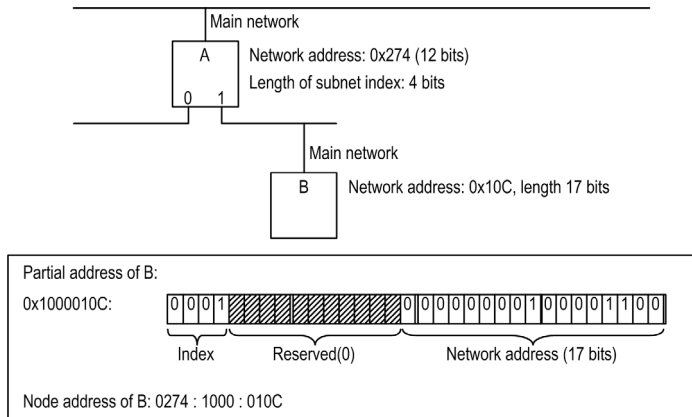 Main network
A
Network address: 0x274 (12 bits)
Length of subnet index: 4 bits
0 1
Main network
B
Network address: 0x10C, length 17 bits
Partial address of B:
0x1000010C:
0 0 0 1 0 0 0 0 0 0 0 0 1 0 0 0 0 1 1 0 0
Index
Reserved(0)
Network address (17 bits)
Node address of B: 0274 : 1000 : 010C